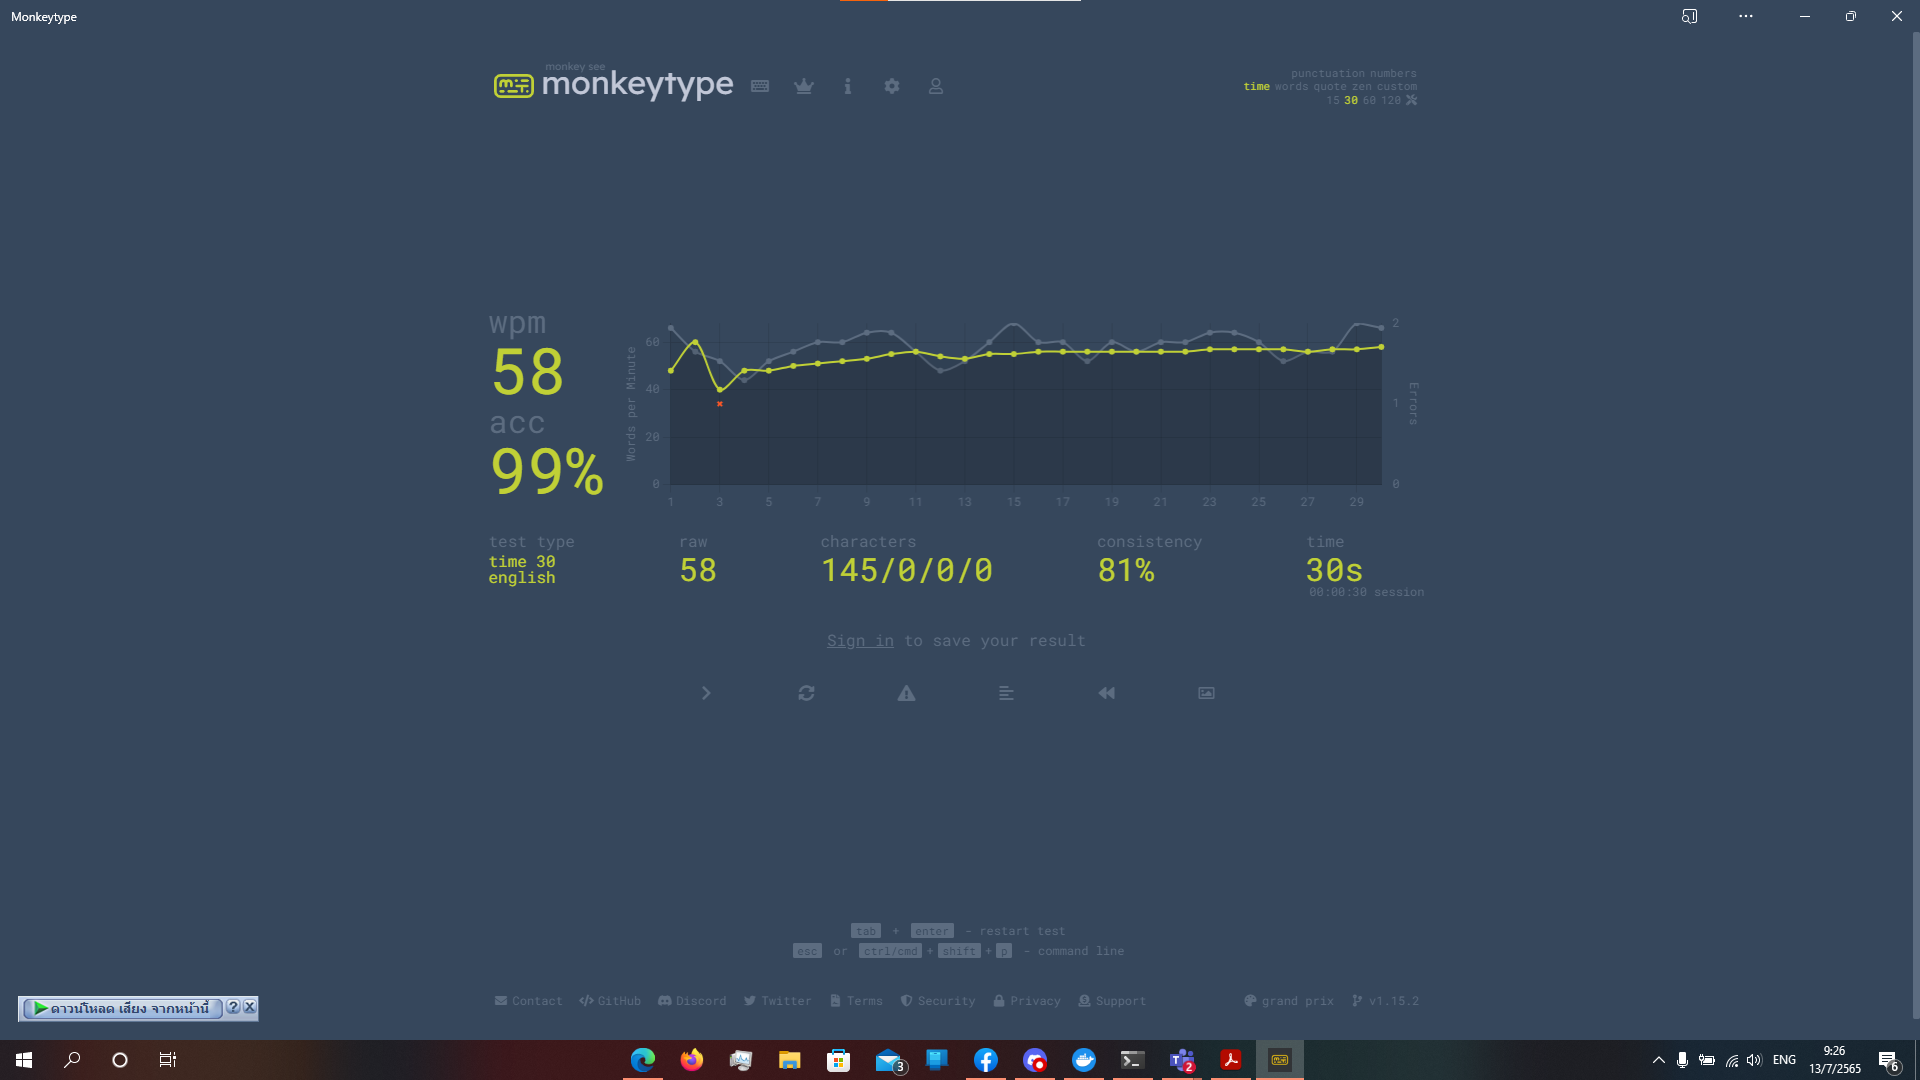 Monkeytype
monkey see
monkeytype
punctuation numbers
time words quote zen custom
15 30 60 120
wpm
58
acc
99%
Words per Minute
60
40
20
0
2
1
0
Errors
1 3 5 7 9 11 13 15 17 19 21 23 25 27 29
test type
time 30
english
raw
58
characters
145/0/0/0
consistency
81%
time
30s
00:00:30 session
Sign in to save your result
tab + enter - restart test
esc or ctrl/cmd + shift + p - command line
Contact GitHub Discord Twitter Terms Security Privacy Support grand prix v1.15.2
ดาวน์โหลด เสียง จากหน้านี้ ? X
3
2
ENG
9:26
13/7/2565
6